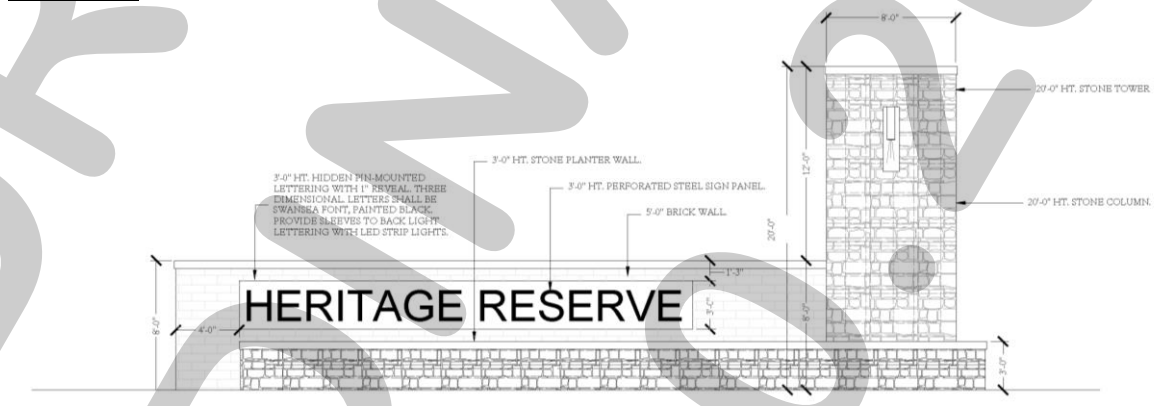 8'-0"
20'-0" HT. STONE TOWER
3'-0" HT. STONE PLANTER WALL.
12'-0"
3'-0" HT. HIDDEN PIN-MOUNTED
LETTERING WITH 1" REVEAL. THREE
DIMENSIONAL. LETTERS SHALL BE
SWANSEA FONT, PAINTED BLACK.
PROVIDE SLEEVES TO BACK LIGHT
LETTERING WITH LED STRIP LIGHTS.
3'-0" HT. PERFORATED STEEL SIGN PANEL.
5'-0" BRICK WALL.
20'-0" HT. STONE COLUMN.
20'-0"
1'-3"
HERITAGE RESERVE
3'-0"
8'-0"
4'-0"
8'-0"
3'-0"